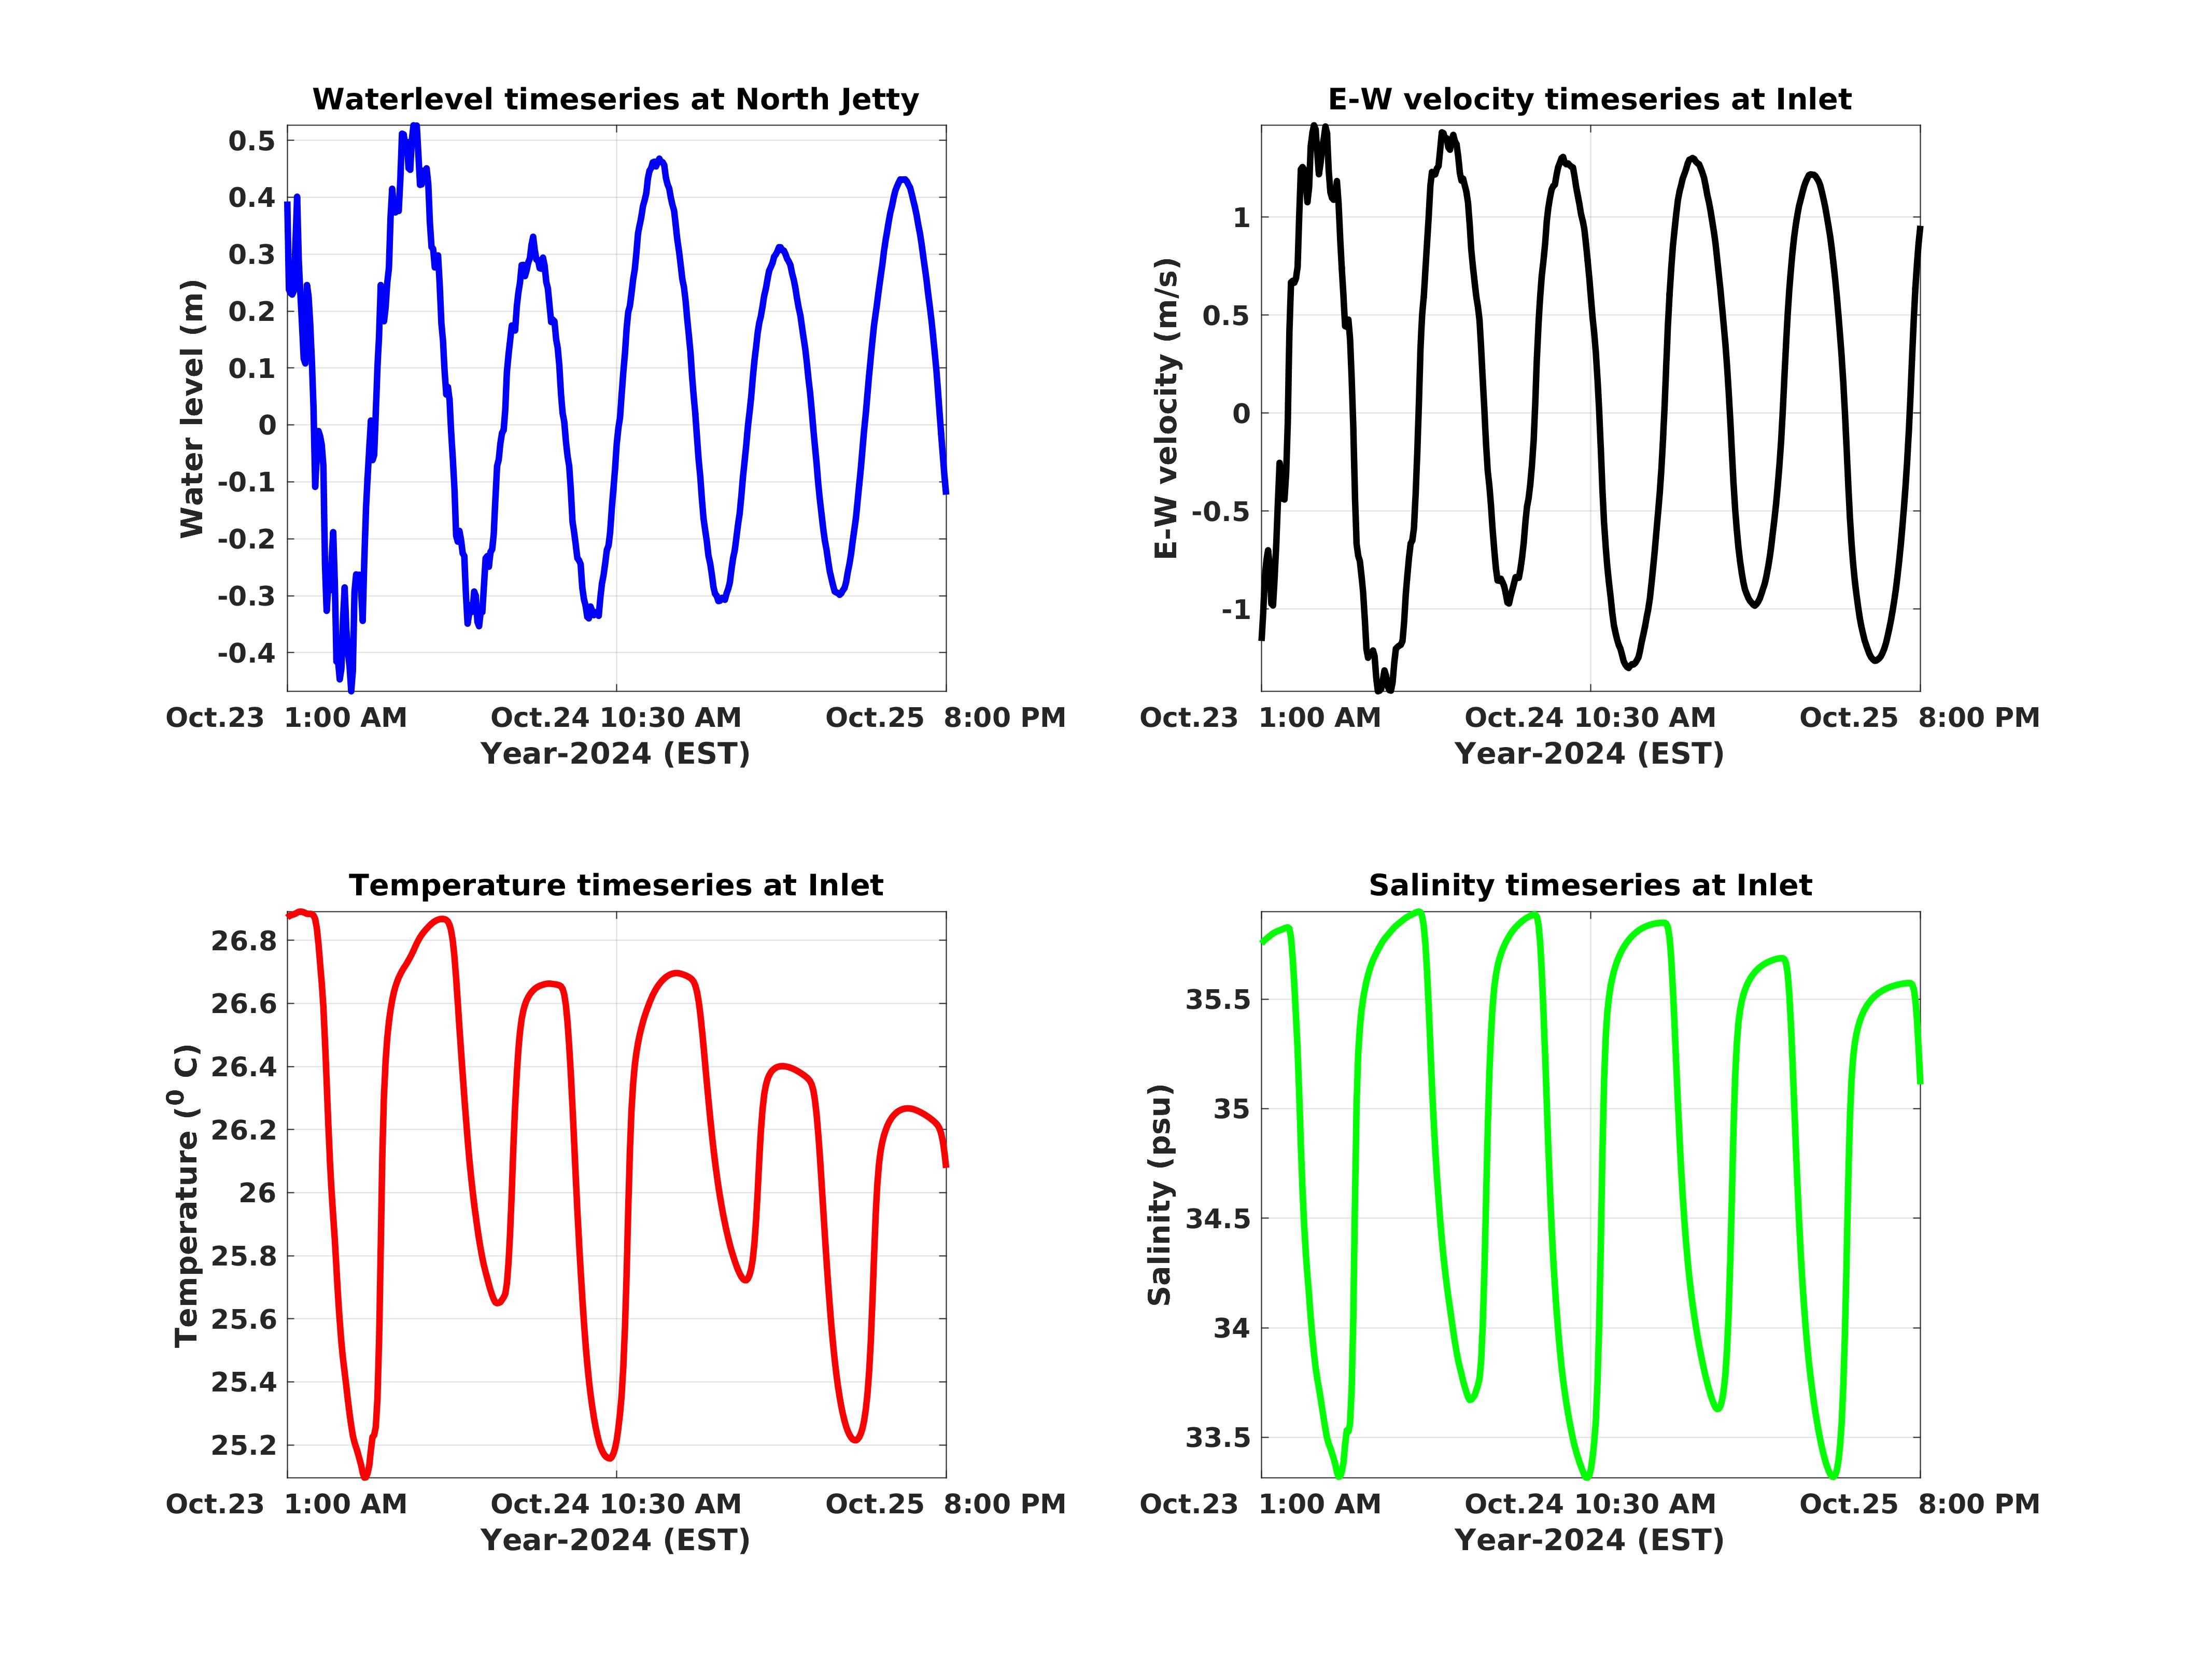 Waterlevel timeseries at North Jetty
0.5
0.4
0.3
0.2
0.1
0
-0.1
-0.2
-0.3
-0.4
Water level (m)
Oct.23 1:00 AM Oct.24 10:30 AM Oct.25 8:00 PM
Year-2024 (EST)
E-W velocity timeseries at Inlet
1
0.5
0
-0.5
-1
E-W velocity (m/s)
Oct.23 1:00 AM Oct.24 10:30 AM Oct.25 8:00 PM
Year-2024 (EST)
Temperature timeseries at Inlet
26.8
26.6
26.4
26.2
26
25.8
25.6
25.4
25.2
Temperature (⁰ C)
Oct.23 1:00 AM Oct.24 10:30 AM Oct.25 8:00 PM
Year-2024 (EST)
Salinity timeseries at Inlet
35.5
35
34.5
34
33.5
Salinity (psu)
Oct.23 1:00 AM Oct.24 10:30 AM Oct.25 8:00 PM
Year-2024 (EST)